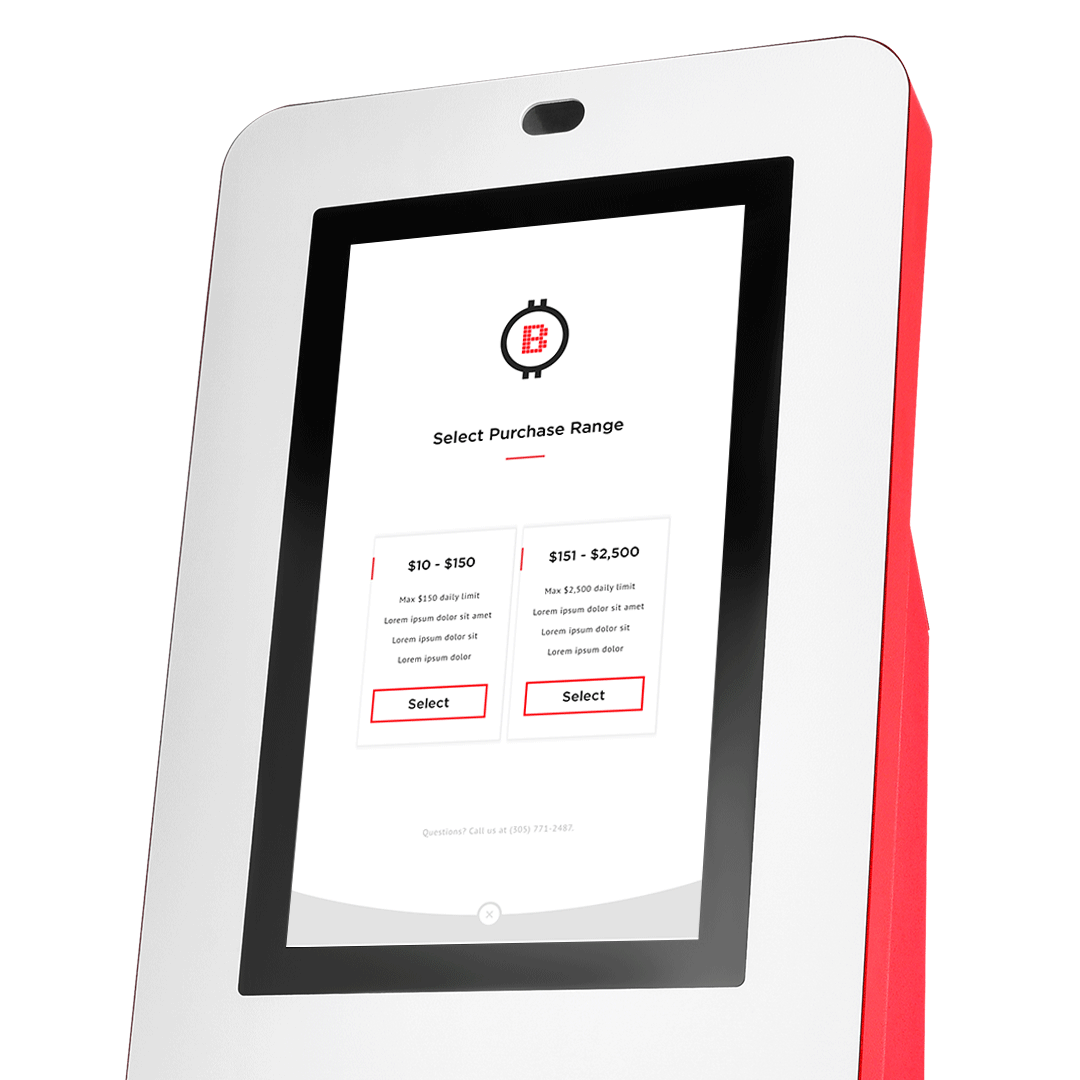 B
Select Purchase Range
$10 - $150
Max $150 daily limit
Lorem ipsum dolor sit amet
Lorem ipsum dolor sit
Lorem ipsum dolor
Select
$151 - $2,500
Max $2,500 daily limit
Lorem ipsum dolor sit amet
Lorem ipsum dolor sit
Lorem ipsum dolor
Select
Questions? Call us at (305) 771-2487.